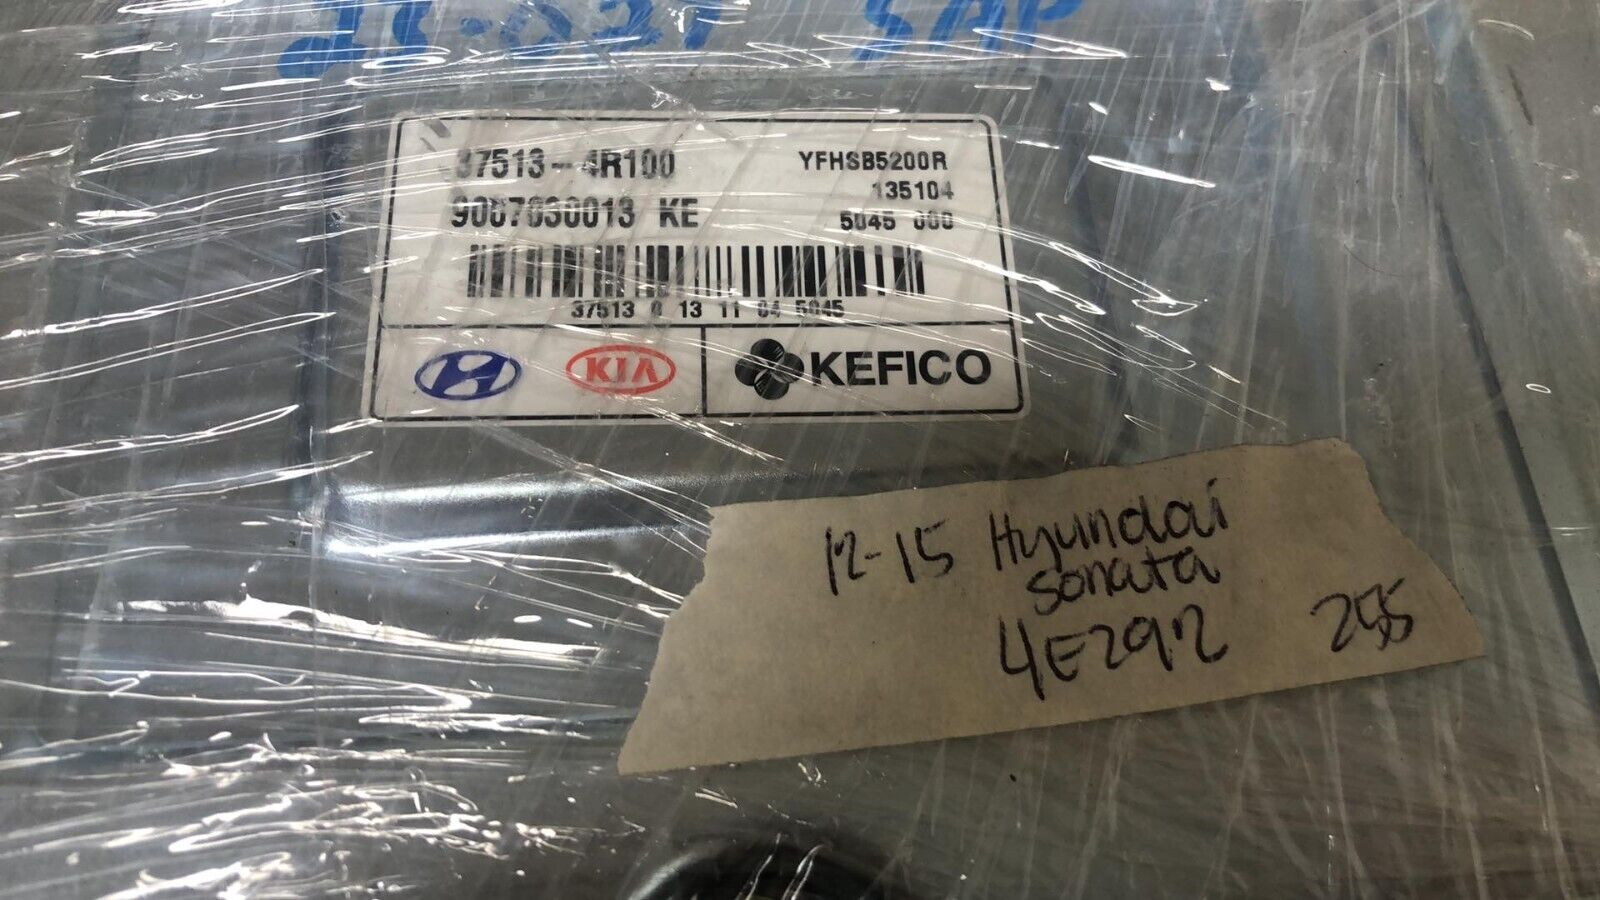 SAP
37513-4R100
YFHSB5200R
135104
9007030013 KE
5045 000
37513 0 13 11 04 5045
KIA
KEFICO
12-15 Hyundai
sonata
4E292 255